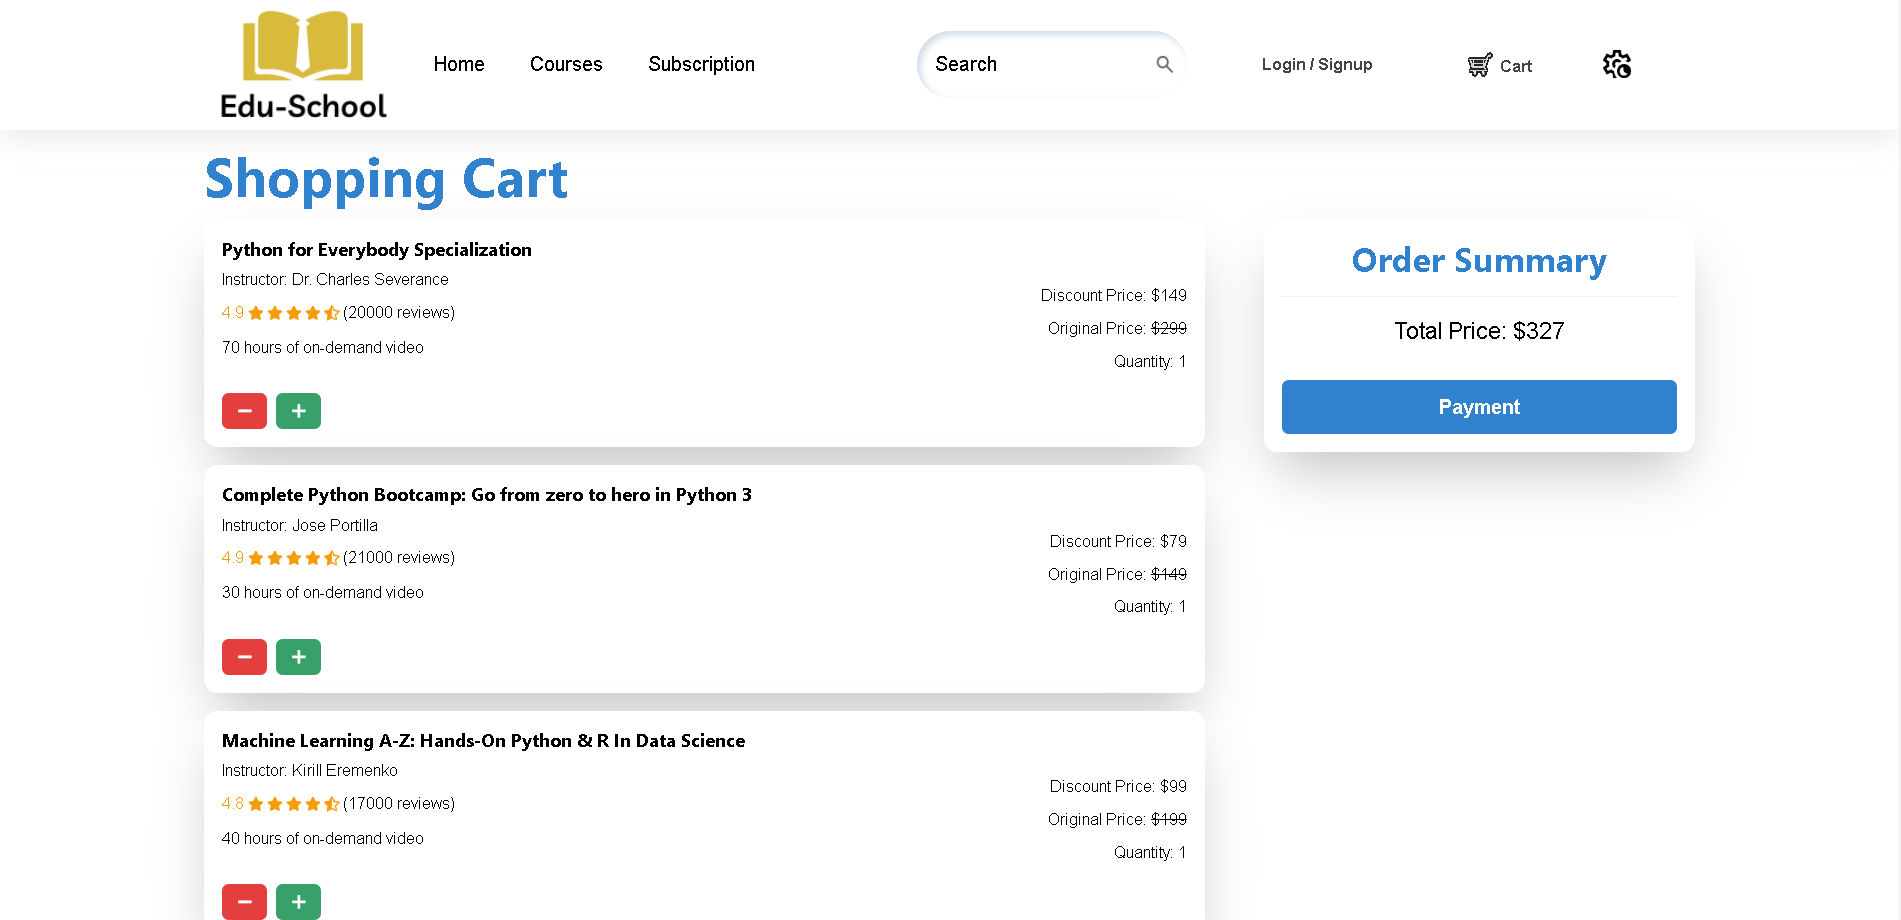 Edu-School
Home Courses Subscription Search Login / Signup Cart
Shopping Cart
Python for Everybody Specialization
Instructor: Dr. Charles Severance
4.9 (20000 reviews)
70 hours of on-demand video
Discount Price: $149
Original Price: $299
Quantity: 1
Complete Python Bootcamp: Go from zero to hero in Python 3
Instructor: Jose Portilla
4.9 (21000 reviews)
30 hours of on-demand video
Discount Price: $79
Original Price: $149
Quantity: 1
Machine Learning A-Z: Hands-On Python & R In Data Science
Instructor: Kirill Eremenko
4.8 (17000 reviews)
40 hours of on-demand video
Discount Price: $99
Original Price: $199
Quantity: 1
Order Summary
Total Price: $327
Payment